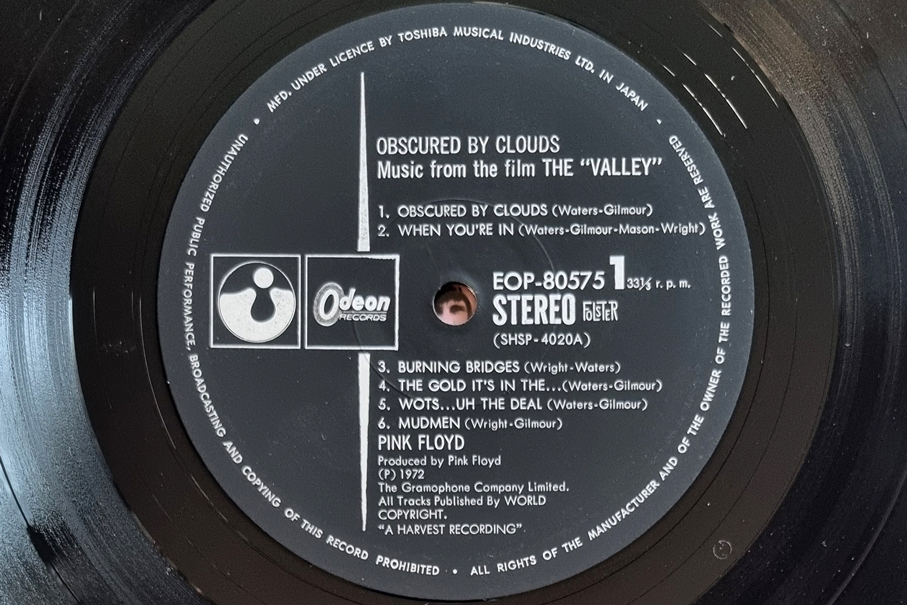 MFD. UNDER LICENCE BY TOSHIBA MUSICAL INDUSTRIES LTD. IN JAPAN
OBSCURED BY CLOUDS
Music from the film THE "VALLEY"
1. OBSCURED BY CLOUDS (Waters-Gilmour)
2. WHEN YOU'RE IN (Waters-Gilmour-Mason-Wright)
Odeon
RECORDS
EOP-80575 1 33⅓ r. p. m.
STEREO FOLSTER
(SHSP-4020A)
3. BURNING BRIDGES (Wright-Waters)
4. THE GOLD IT'S IN THE...(Waters-Gilmour)
5. WOTS...UH THE DEAL (Waters-Gilmour)
6. MUDMEN (Wright-Gilmour)
PINK FLOYD
Produced by Pink Floyd
(P) 1972
The Gramophone Company Limited.
All Tracks Published By WORLD
COPYRIGHT.
"A HARVEST RECORDING"
UNAUTHORIZED PUBLIC PERFORMANCE, BROADCASTING AND COPYING OF THIS RECORD PROHIBITED • ALL RIGHTS OF THE MANUFACTURER AND OF THE OWNER OF THE RECORDED WORK ARE RESERVED